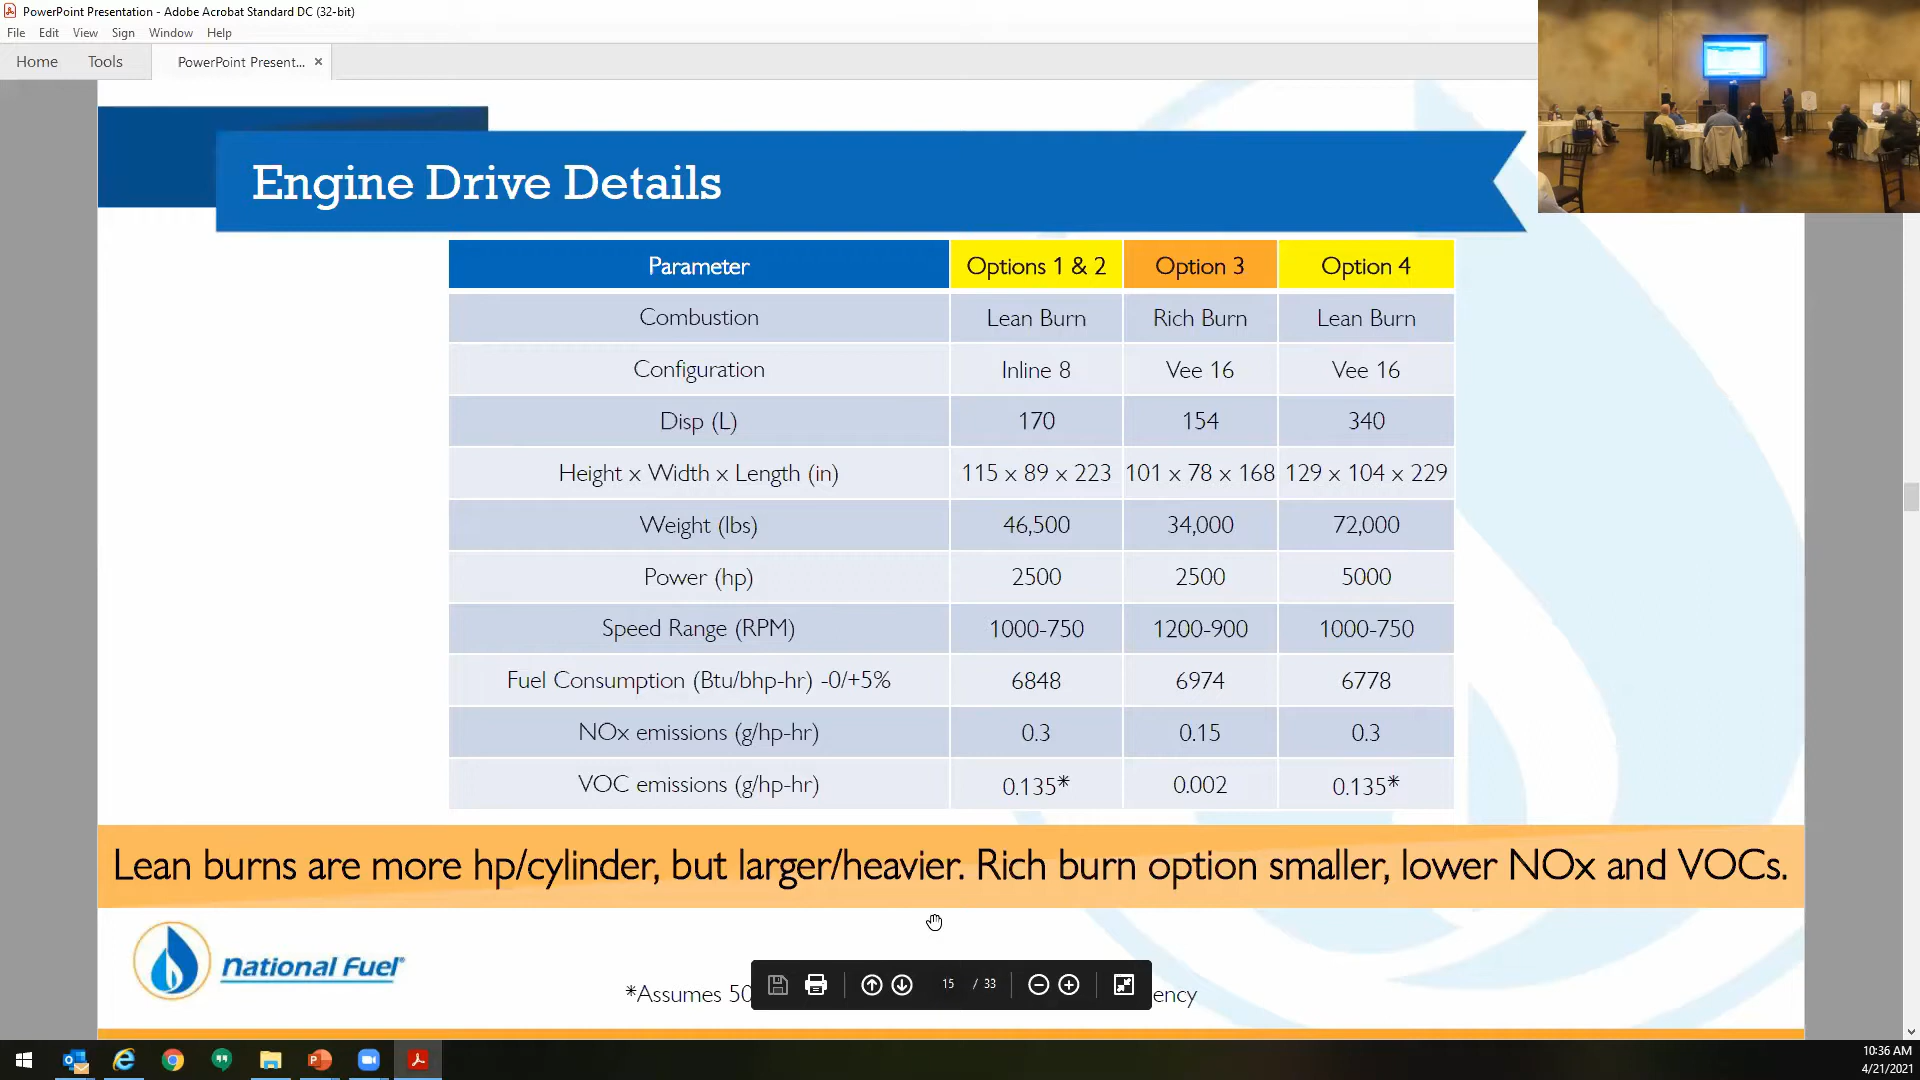 PowerPoint Presentation - Adobe Acrobat Standard DC (32-bit)
File Edit View Sign Window Help
Home Tools PowerPoint Present... ×
Engine Drive Details
Parameter Options 1 & 2 Option 3 Option 4
Combustion Lean Burn Rich Burn Lean Burn
Configuration Inline 8 Vee 16 Vee 16
Disp (L) 170 154 340
Height x Width x Length (in) 115 x 89 x 223 101 x 78 x 168 129 x 104 x 229
Weight (lbs) 46,500 34,000 72,000
Power (hp) 2500 2500 5000
Speed Range (RPM) 1000-750 1200-900 1000-750
Fuel Consumption (Btu/bhp-hr) -0/+5% 6848 6974 6778
NOx emissions (g/hp-hr) 0.3 0.15 0.3
VOC emissions (g/hp-hr) 0.135* 0.002 0.135*
Lean burns are more hp/cylinder, but larger/heavier. Rich burn option smaller, lower NOx and VOCs.
National Fuel®
*Assumes 50
ency
15 / 33
10:36 AM
4/21/2021